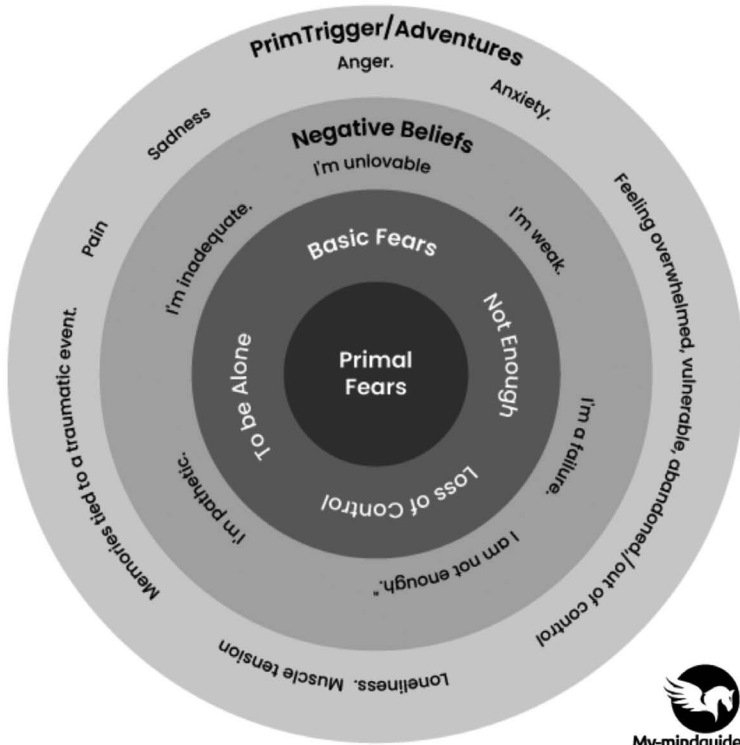 PrimTrigger/Adventures
Anger.
Anxiety.
Feeling overwhelmed, vulnerable, abandoned,/out of control
Loneliness. Muscle tension
Memories tied to a traumatic event.
Pain
Sadness
Negative Beliefs
I'm unlovable
I'm weak.
I'm a failure.
I am not enough."
I'm pathetic.
I'm inadequate.
Basic Fears
Not Enough
Loss of Control
To be Alone
Primal
Fears
My-mindguide